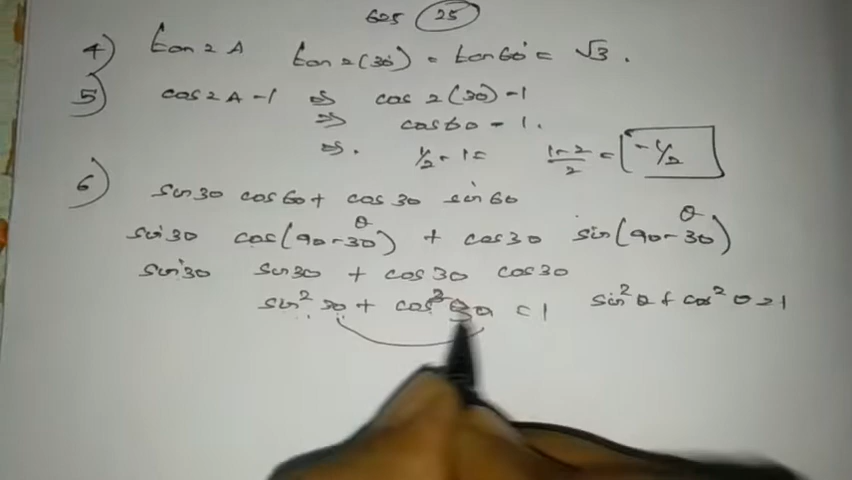 605 25
4) tan 2A tan 2(30°) = tan 60° = √3.
5) cos 2A - 1 ⇒ cos 2(30) - 1
⇒ cos 60 - 1.
⇒. 1/2 - 1 = 1-2/2 = -1/2
6)
sin 30 cos 60 + cos 30 sin 60
sin 30 cos(90-30) + cos 30 sin(90-30)
θ θ
sin 30 sin 30 + cos 30 cos 30
sin² 30 + cos² 30 = 1 sin² θ + cos² θ = 1